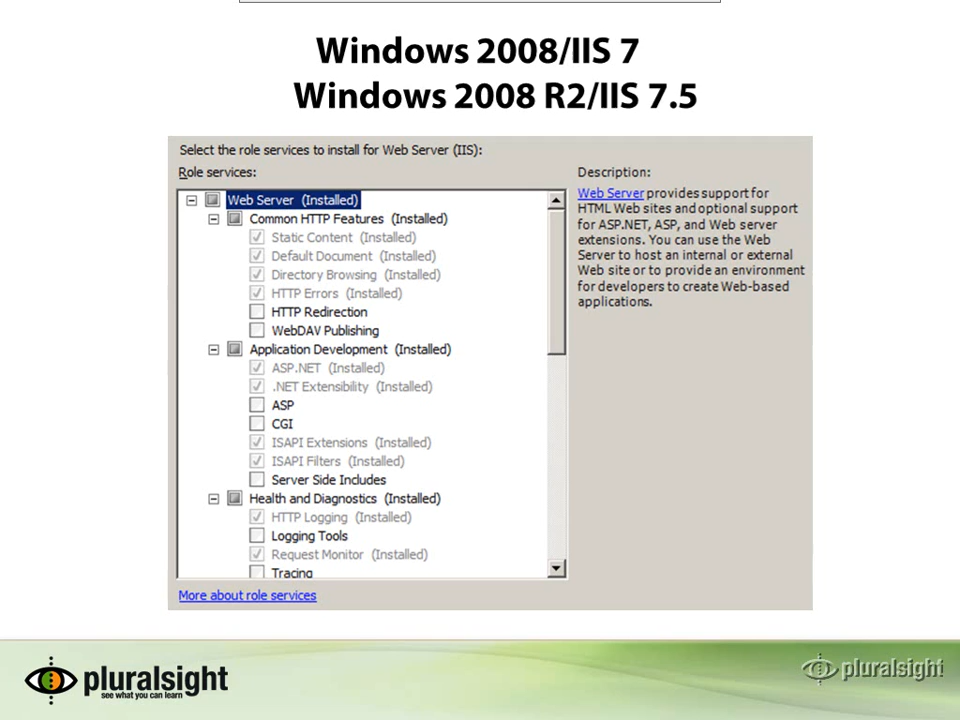 Windows 2008/IIS 7
Windows 2008 R2/IIS 7.5
Select the role services to install for Web Server (IIS):
Role services:
Web Server (Installed)
Common HTTP Features (Installed)
Static Content (Installed)
Default Document (Installed)
Directory Browsing (Installed)
HTTP Errors (Installed)
HTTP Redirection
WebDAV Publishing
Application Development (Installed)
ASP.NET (Installed)
.NET Extensibility (Installed)
ASP
CGI
ISAPI Extensions (Installed)
ISAPI Filters (Installed)
Server Side Includes
Health and Diagnostics (Installed)
HTTP Logging (Installed)
Logging Tools
Request Monitor (Installed)
Tracing
More about role services
Description:
Web Server provides support for
HTML Web sites and optional support
for ASP.NET, ASP, and Web server
extensions. You can use the Web
Server to host an internal or external
Web site or to provide an environment
for developers to create Web-based
applications.
pluralsight
see what you can learn
pluralsight